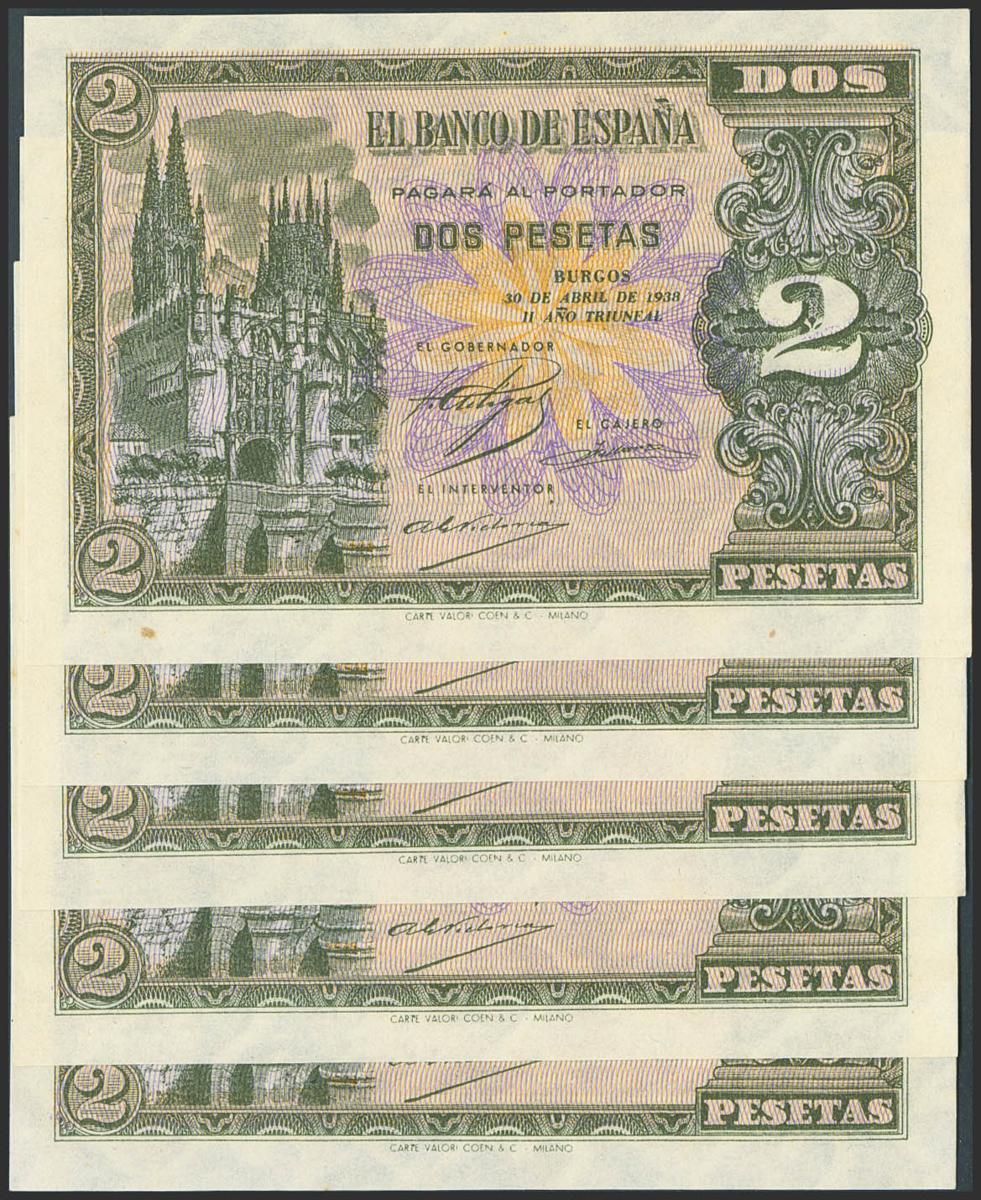 2
DOS
EL BANCO DE ESPAÑA
PAGARÁ AL PORTADOR
DOS PESETAS
BURGOS
30 DE ABRIL DE 1938
II AÑO TRIUNFAL
2
EL GOBERNADOR
EL CAJERO
EL INTERVENTOR
2
PESETAS
CARTE VALORI COEN & C - MILANO
2
PESETAS
CARTE VALORI COEN & C - MILANO
2
PESETAS
CARTE VALORI COEN & C - MILANO
2
PESETAS
CARTE VALORI COEN & C - MILANO
2
PESETAS
CARTE VALORI COEN & C - MILANO